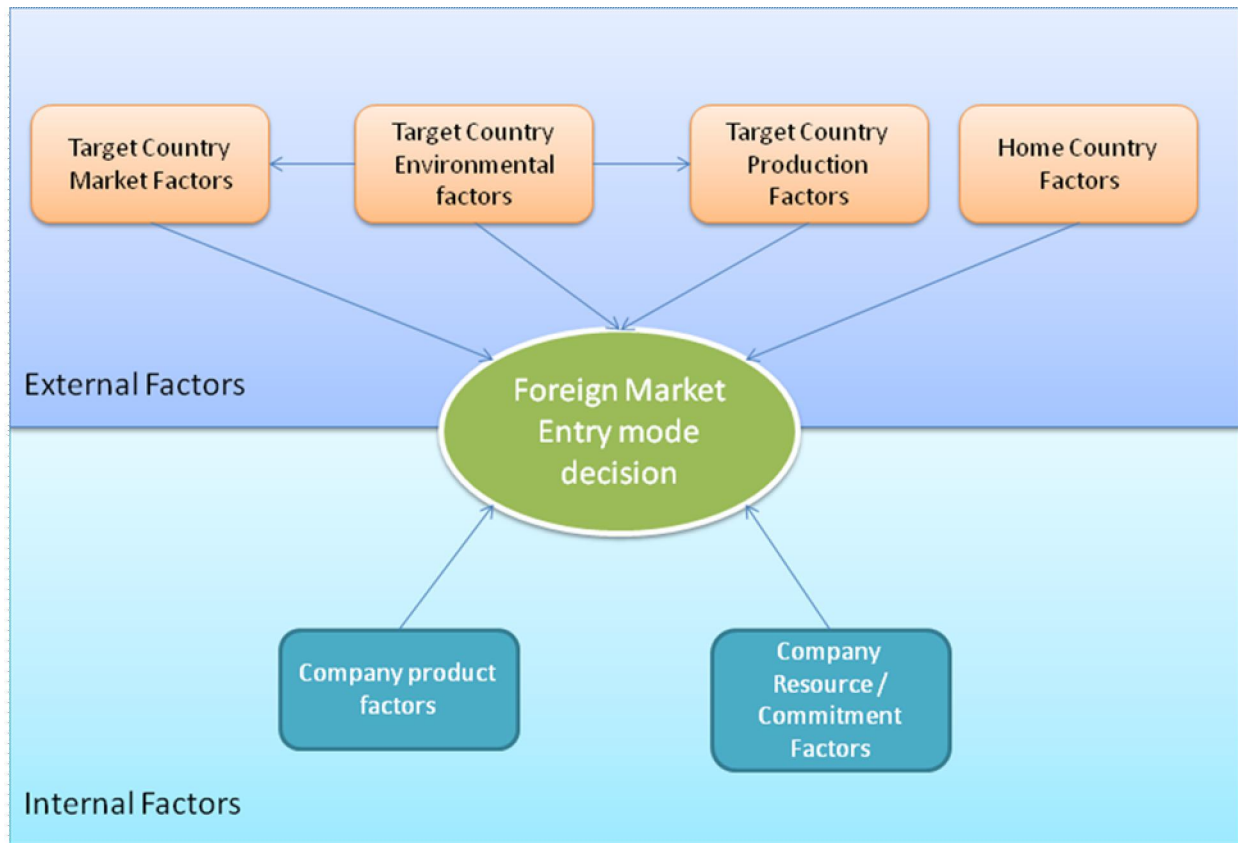 Target Country
Market Factors
Target Country
Environmental
factors
Target Country
Production
Factors
Home Country
Factors
External Factors
Foreign Market
Entry mode
decision
Company product
factors
Company
Resource /
Commitment
Factors
Internal Factors